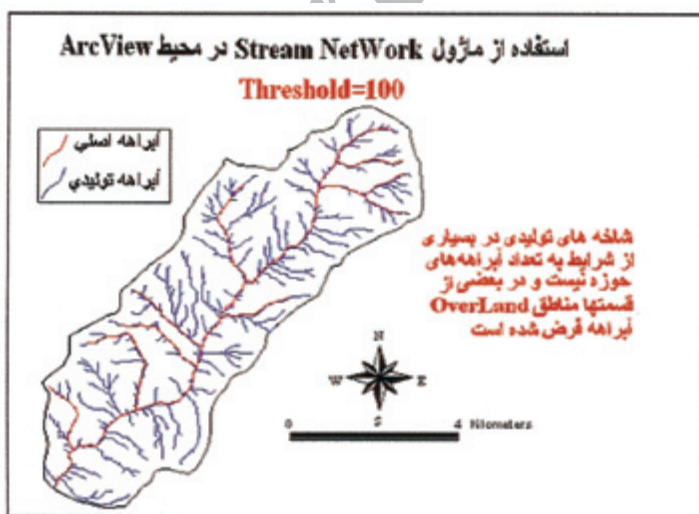 استفاده از ماژول Stream NetWork در محیط ArcView
Threshold=100
آبراهه اصلی
آبراهه تولیدی
شاخه های تولیدی در بسیاری
از شرایط به تعداد آبراهه‌های
حوزه نیست و در بعضی از
قسمتها مناطق OverLand
آبراهه فرض شده است
N
W E
S
0 4 Kilometers